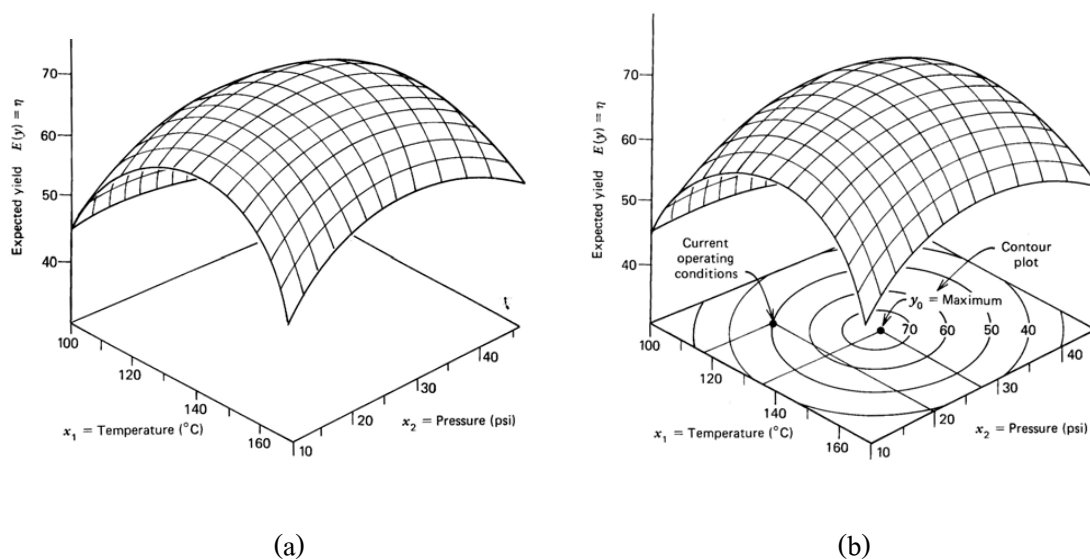 70
60
50
40
Expected yield E(y) = η
100
120
140
160
x₁ = Temperature (°C)
10
20
30
40
x₂ = Pressure (psi)
t
(a)
70
60
50
40
Expected yield E(y) = η
Current
operating
conditions
Contour
plot
y₀ = Maximum
70 60 50 40
100
120
140
160
x₁ = Temperature (°C)
10
20
30
40
x₂ = Pressure (psi)
(b)